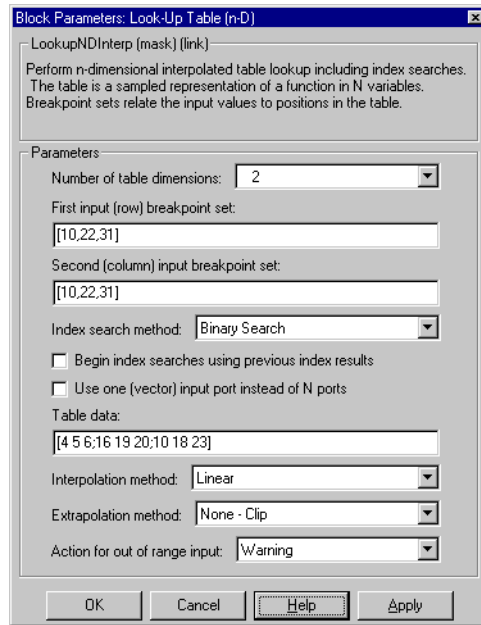 Block Parameters: Look-Up Table (n-D)
LookupNDInterp (mask) (link)
Perform n-dimensional interpolated table lookup including index searches.
The table is a sampled representation of a function in N variables.
Breakpoint sets relate the input values to positions in the table.
Parameters
Number of table dimensions: 2
First input (row) breakpoint set:
[10,22,31]
Second (column) input breakpoint set:
[10,22,31]
Index search method: Binary Search
Begin index searches using previous index results
Use one (vector) input port instead of N ports
Table data:
[4 5 6;16 19 20;10 18 23]
Interpolation method: Linear
Extrapolation method: None - Clip
Action for out of range input: Warning
OK Cancel Help Apply